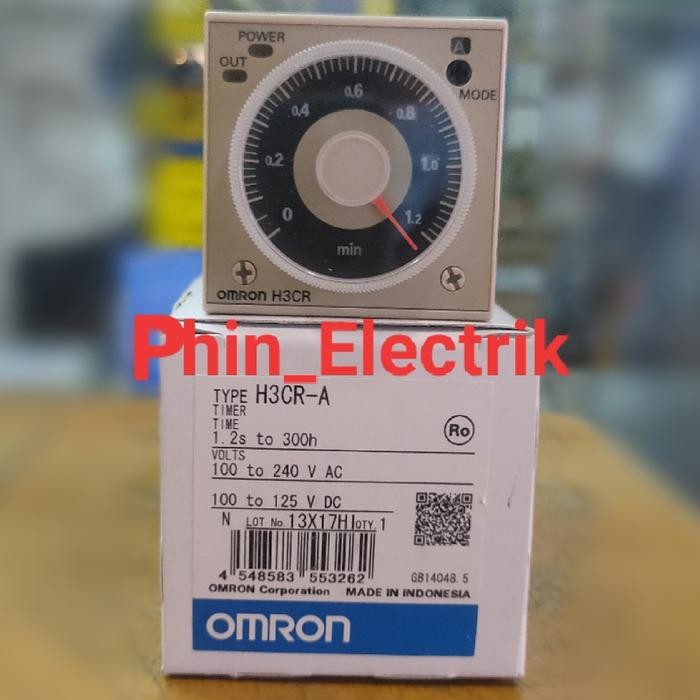 POWER
OUT
A
MODE
0.6
0.4
0.8
0.2
1.0
0
1.2
min
OMRON H3CR
Phin_Electrik
TYPE H3CR-A
TIMER
TIME
1.2s to 300h
Ro
VOLTS
100 to 240 V AC
100 to 125 V DC
N LOT No. 13X17HI QTY. 1
4 548583 553262
GB14048.5
OMRON Corporation MADE IN INDONESIA
OMRON